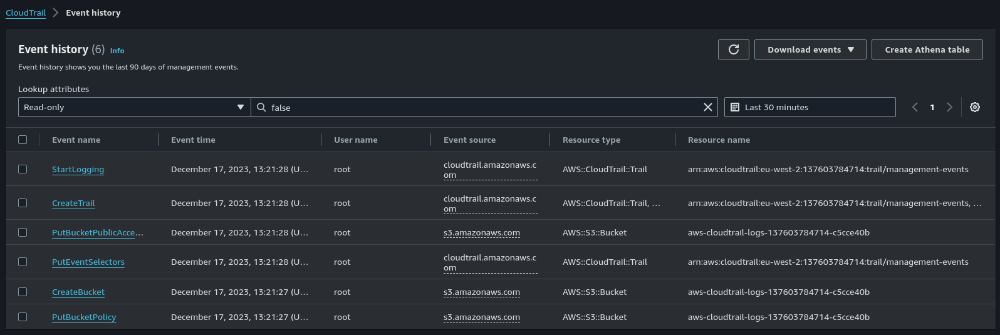 CloudTrail > Event history
Event history (6) Info
Download events
Create Athena table
Event history shows you the last 90 days of management events.
Lookup attributes
Read-only
false
Last 30 minutes
1
Event name Event time User name Event source Resource type Resource name
StartLogging December 17, 2023, 13:21:28 (U… root cloudtrail.amazonaws.c AWS::CloudTrail::Trail arn:aws:cloudtrail:eu-west-2:137603784714:trail/management-events
om
CreateTrail December 17, 2023, 13:21:28 (U… root cloudtrail.amazonaws.c AWS::CloudTrail::Trail, … arn:aws:cloudtrail:eu-west-2:137603784714:trail/management-events, …
om
PutBucketPublicAcce… December 17, 2023, 13:21:28 (U… root s3.amazonaws.com AWS::S3::Bucket aws-cloudtrail-logs-137603784714-c5cce40b
PutEventSelectors December 17, 2023, 13:21:28 (U… root cloudtrail.amazonaws.c AWS::CloudTrail::Trail arn:aws:cloudtrail:eu-west-2:137603784714:trail/management-events
om
CreateBucket December 17, 2023, 13:21:27 (U… root s3.amazonaws.com AWS::S3::Bucket aws-cloudtrail-logs-137603784714-c5cce40b
PutBucketPolicy December 17, 2023, 13:21:27 (U… root s3.amazonaws.com AWS::S3::Bucket aws-cloudtrail-logs-137603784714-c5cce40b